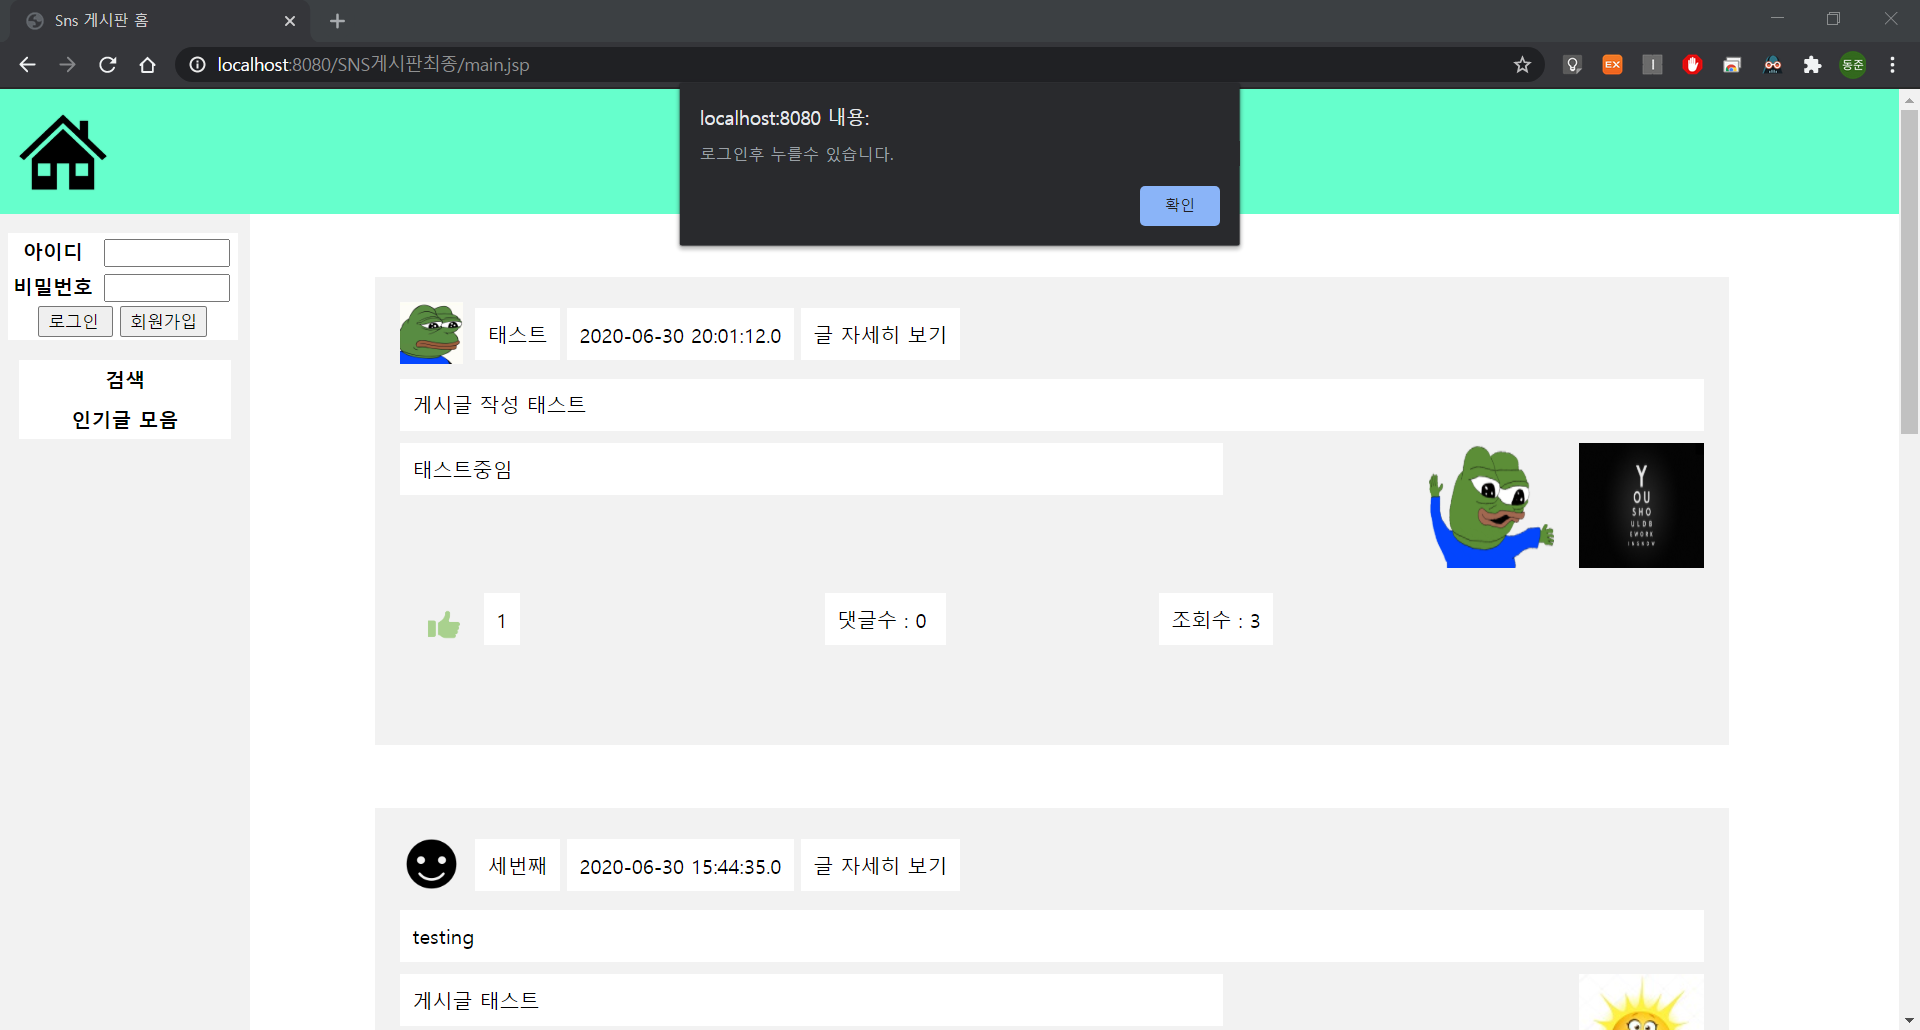 Sns 게시판 홈
localhost:8080/SNS게시판최종/main.jsp
EX
동준
localhost:8080 내용:
로그인후 누를수 있습니다.
확인
아이디
비밀번호
로그인 회원가입
검색
인기글 모음
태스트 2020-06-30 20:01:12.0 글 자세히 보기
게시글 작성 태스트
태스트중임
Y
OU
SHO
ULDB
EWORK
INGNOW
1 댓글수 : 0 조회수 : 3
세번째 2020-06-30 15:44:35.0 글 자세히 보기
testing
게시글 태스트